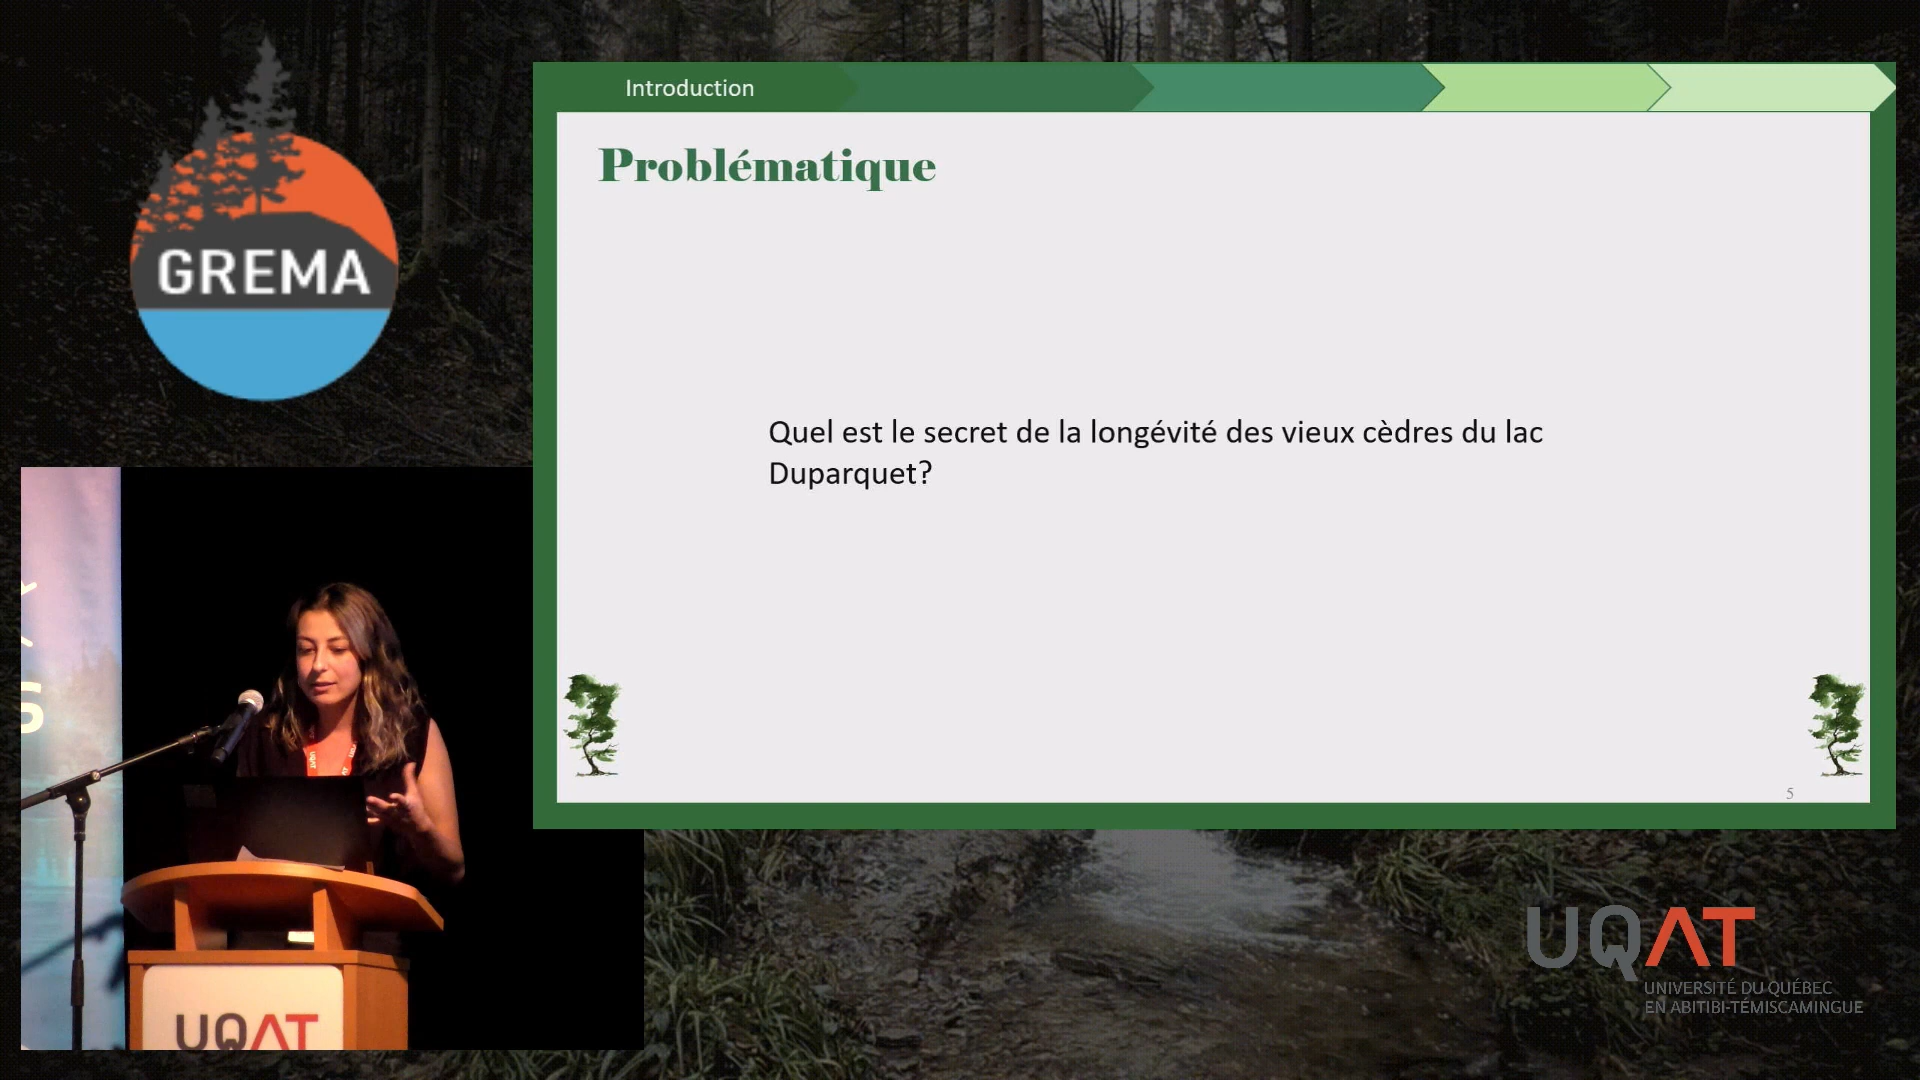 Introduction
Problématique
Quel est le secret de la longévité des vieux cèdres du lac
Duparquet?
5
GREMA
UQAT
UQAT
UNIVERSITÉ DU QUÉBEC
EN ABITIBI-TÉMISCAMINGUE